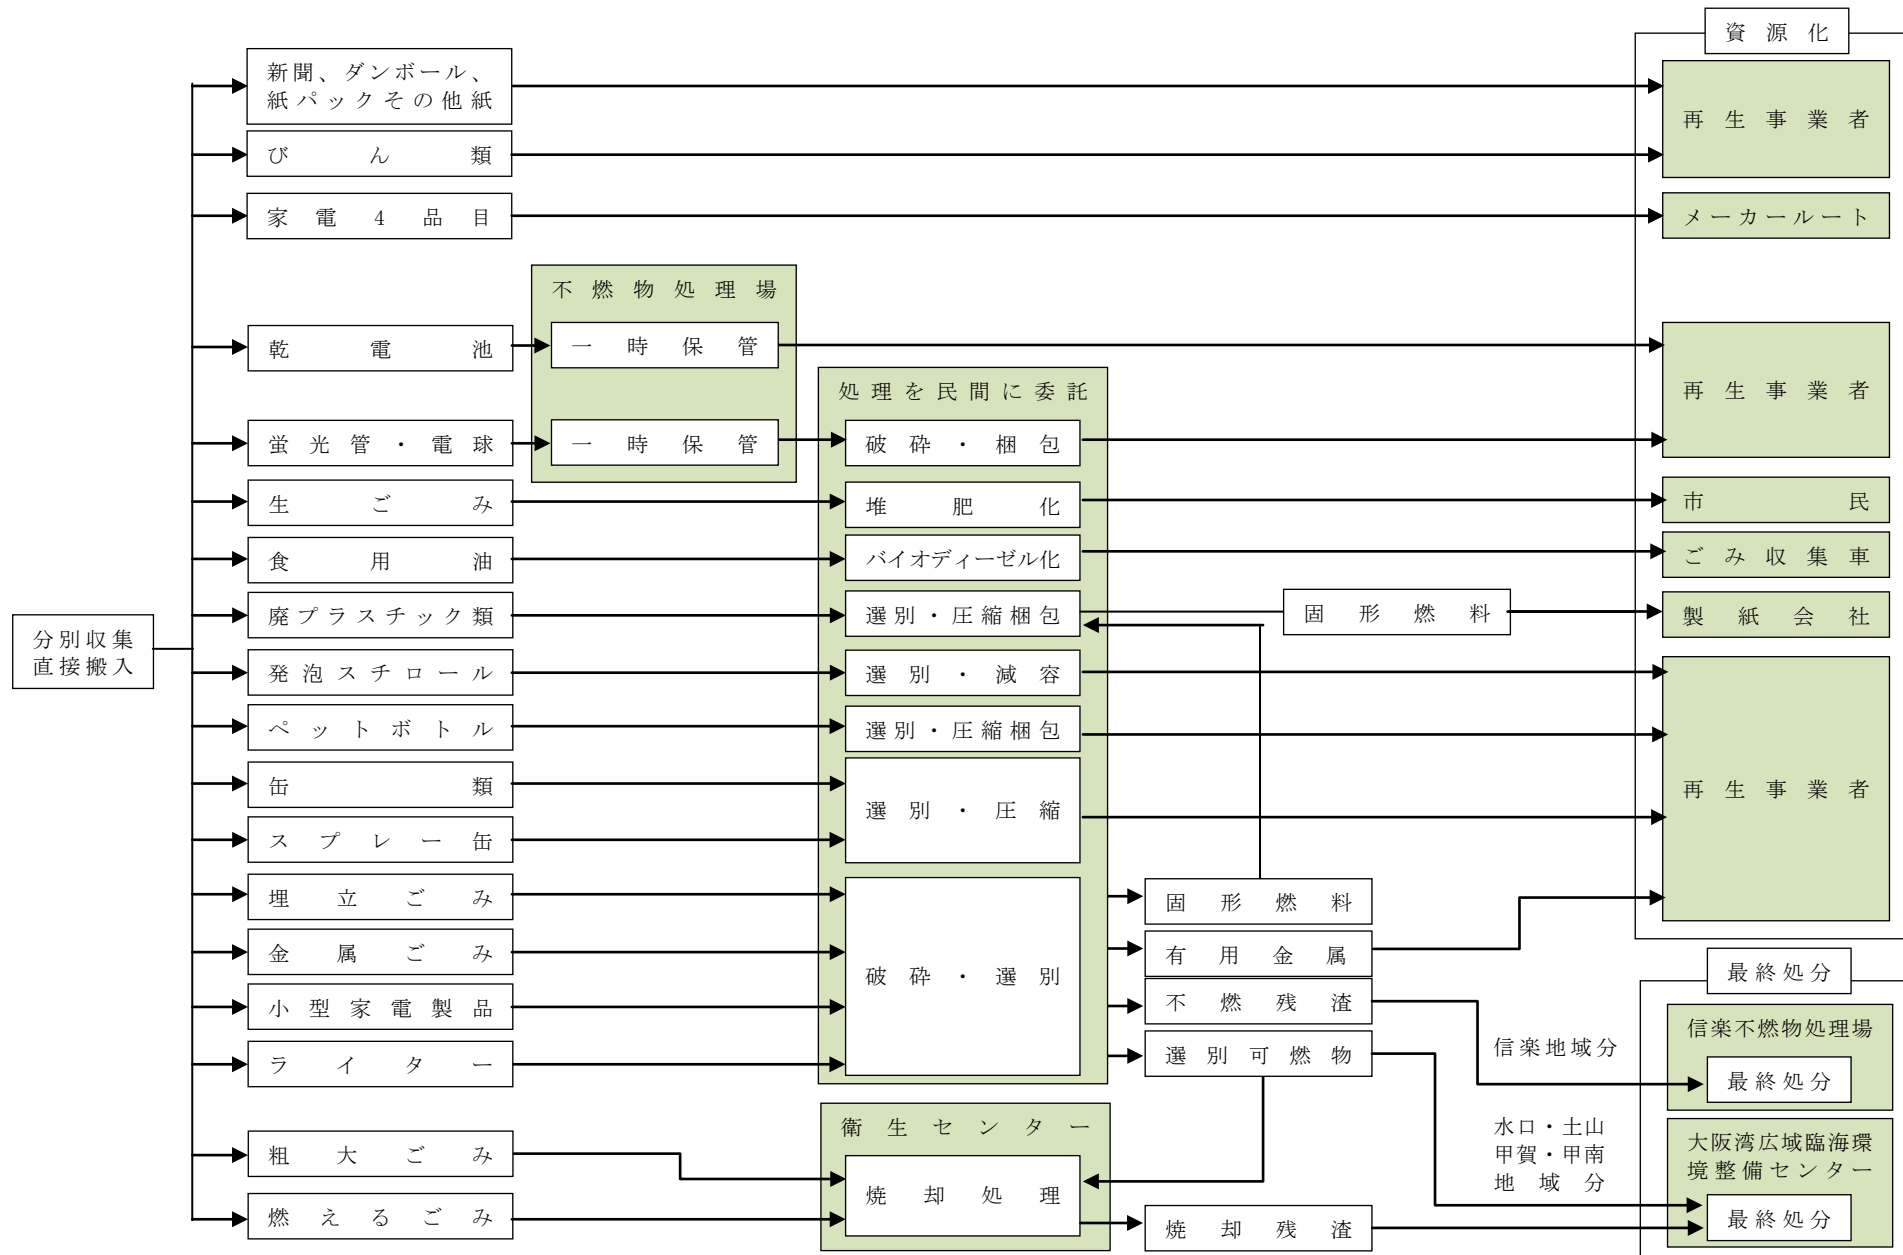 資源化
新聞、ダンボール、
紙パックその他紙
再生事業者
びん類
家電4品目
メーカールート
不燃物処理場
乾電池
一時保管
処理を民間に委託
再生事業者
蛍光管・電球
一時保管
破砕・梱包
生ごみ
堆肥化
市民
食用油
バイオディーゼル化
ごみ収集車
廃プラスチック類
選別・圧縮梱包
固形燃料
製紙会社
分別収集
直接搬入
発泡スチロール
選別・減容
ペットボトル
選別・圧縮梱包
缶類
選別・圧縮
再生事業者
スプレー缶
埋立ごみ
固形燃料
金属ごみ
有用金属
破砕・選別
最終処分
小型家電製品
不燃残渣
信楽不燃物処理場
信楽地域分
ライター
選別可燃物
最終処分
衛生センター
水口・土山
甲賀・甲南
地域分
大阪湾広域臨海環
境整備センター
粗大ごみ
焼却処理
燃えるごみ
焼却残渣
最終処分